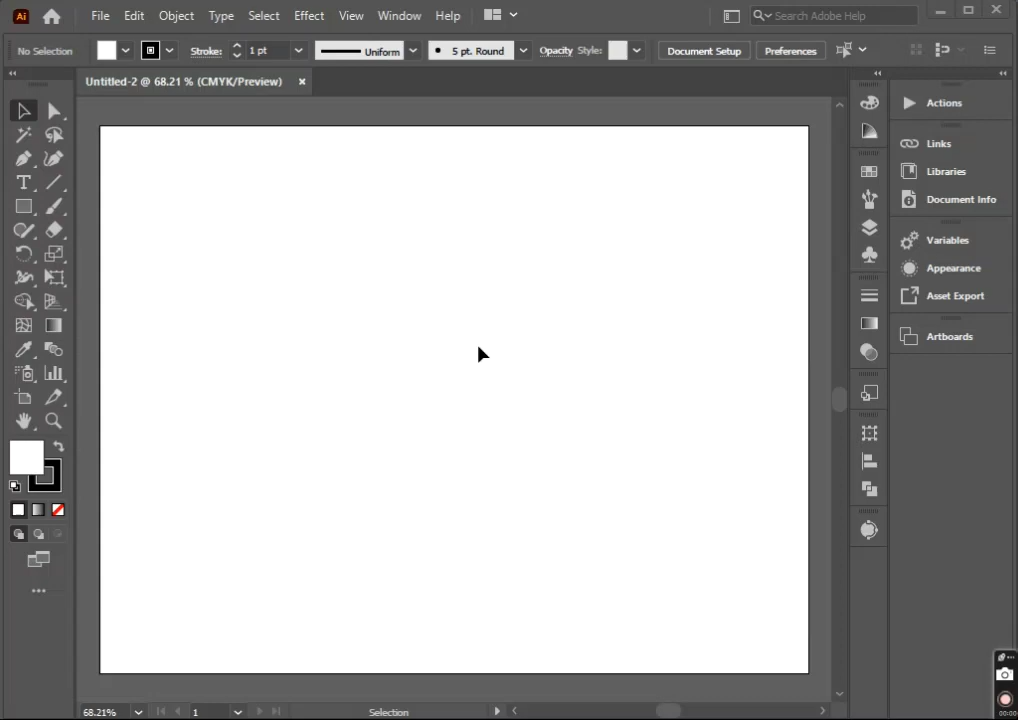 Ai File Edit Object Type Select Effect View Window Help Search Adobe Help
No Selection Stroke: 1 pt Uniform 5 pt. Round Opacity Style: Document Setup Preferences
Untitled-2 @ 68.21 % (CMYK/Preview)
Actions
Links
Libraries
Document Info
Variables
Appearance
Asset Export
Artboards
68.21% 1 Selection
00:00